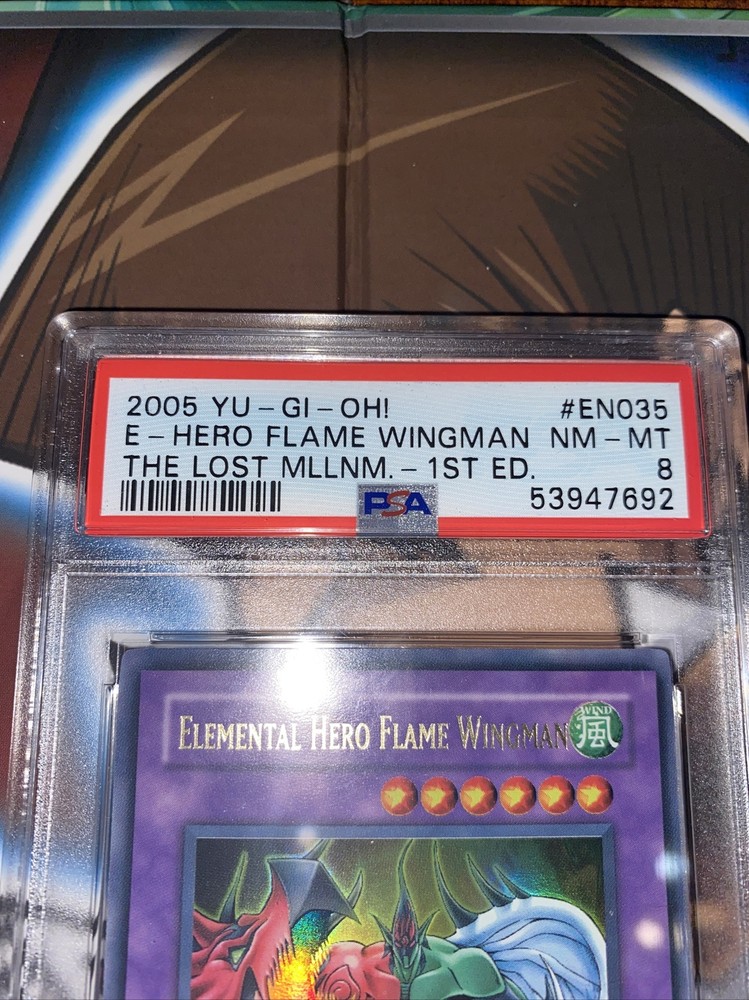 2005 YU-GI-OH! #EN035
E-HERO FLAME WINGMAN NM-MT
THE LOST MLLNM.-1ST ED. 8
PSA 53947692
ELEMENTAL HERO FLAME WINGMAN
WIND
風